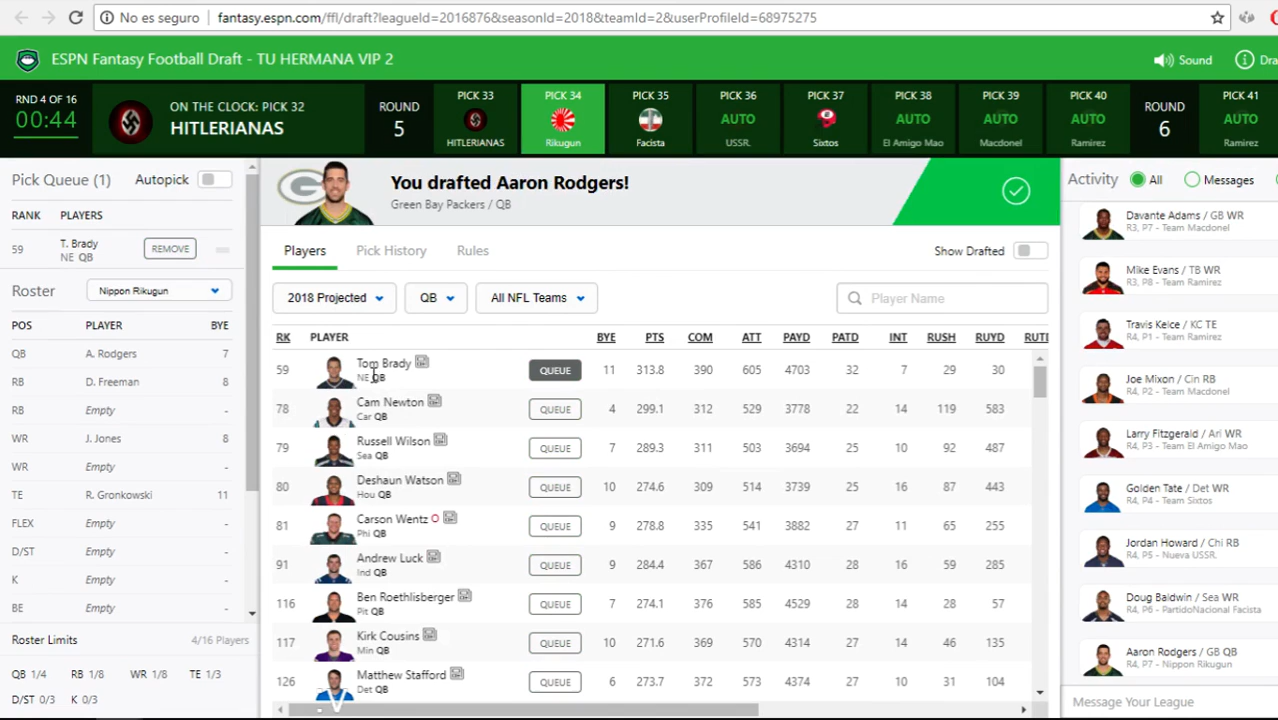 No es seguro
fantasy.espn.com/ffl/draft?leagueId=2016876&seasonId=2018&teamId=2&userProfileId=68975275
ESPN Fantasy Football Draft - TU HERMANA VIP 2
Sound
Dra
RND 4 OF 16
00:44
ON THE CLOCK: PICK 32
HITLERIANAS
ROUND
5
PICK 33
HITLERIANAS
PICK 34
Rikugun
PICK 35
Facista
PICK 36
AUTO
USSR.
PICK 37
Sixtos
PICK 38
AUTO
El Amigo Mao
PICK 39
AUTO
Macdonel
PICK 40
AUTO
Ramirez
ROUND
6
PICK 41
AUTO
Ramirez
Pick Queue (1)
Autopick
RANK PLAYERS
59 T. Brady REMOVE
NE QB
Roster Nippon Rikugun
POS PLAYER BYE
QB A. Rodgers 7
RB D. Freeman 8
RB Empty -
WR J. Jones 8
WR Empty -
TE R. Gronkowski 11
FLEX Empty -
D/ST Empty -
K Empty -
BE Empty -
Roster Limits 4/16 Players
QB 1/4 RB 1/8 WR 1/8 TE 1/3
D/ST 0/3 K 0/3
G
You drafted Aaron Rodgers!
Green Bay Packers / QB
Players Pick History Rules Show Drafted
2018 Projected QB All NFL Teams Player Name
RK PLAYER BYE PTS COM ATT PAYD PATD INT RUSH RUYD RUTD
59 Tom Brady QUEUE 11 313.8 390 605 4703 32 7 29 30
NE QB
78 Cam Newton QUEUE 4 299.1 312 529 3778 22 14 119 583
Car QB
79 Russell Wilson QUEUE 7 289.3 311 503 3694 25 10 92 487
Sea QB
80 Deshaun Watson QUEUE 10 274.6 309 514 3739 25 16 87 443
Hou QB
81 Carson Wentz O QUEUE 9 278.8 335 541 3882 27 11 65 255
Phi QB
91 Andrew Luck QUEUE 9 284.4 367 586 4310 28 16 59 285
Ind QB
116 Ben Roethlisberger QUEUE 7 274.1 376 585 4529 28 14 28 57
Pit QB
117 Kirk Cousins QUEUE 10 271.6 369 570 4314 27 14 46 135
Min QB
126 Matthew Stafford QUEUE 6 273.7 372 573 4374 27 10 31 104
Det QB
Activity All Messages
Davante Adams / GB WR
R3, P7 - Team Macdonel
Mike Evans / TB WR
R3, P8 - Team Ramirez
Travis Kelce / KC TE
R4, P1 - Team Ramirez
Joe Mixon / Cin RB
R4, P2 - Team Macdonel
Larry Fitzgerald / Ari WR
R4, P3 - Team El Amigo Mao
Golden Tate / Det WR
R4, P4 - Team Sixtos
Jordan Howard / Chi RB
R4, P5 - Nueva USSR.
Doug Baldwin / Sea WR
R4, P6 - PartidoNacional Facista
Aaron Rodgers / GB QB
R4, P7 - Nippon Rikugun
Message Your League